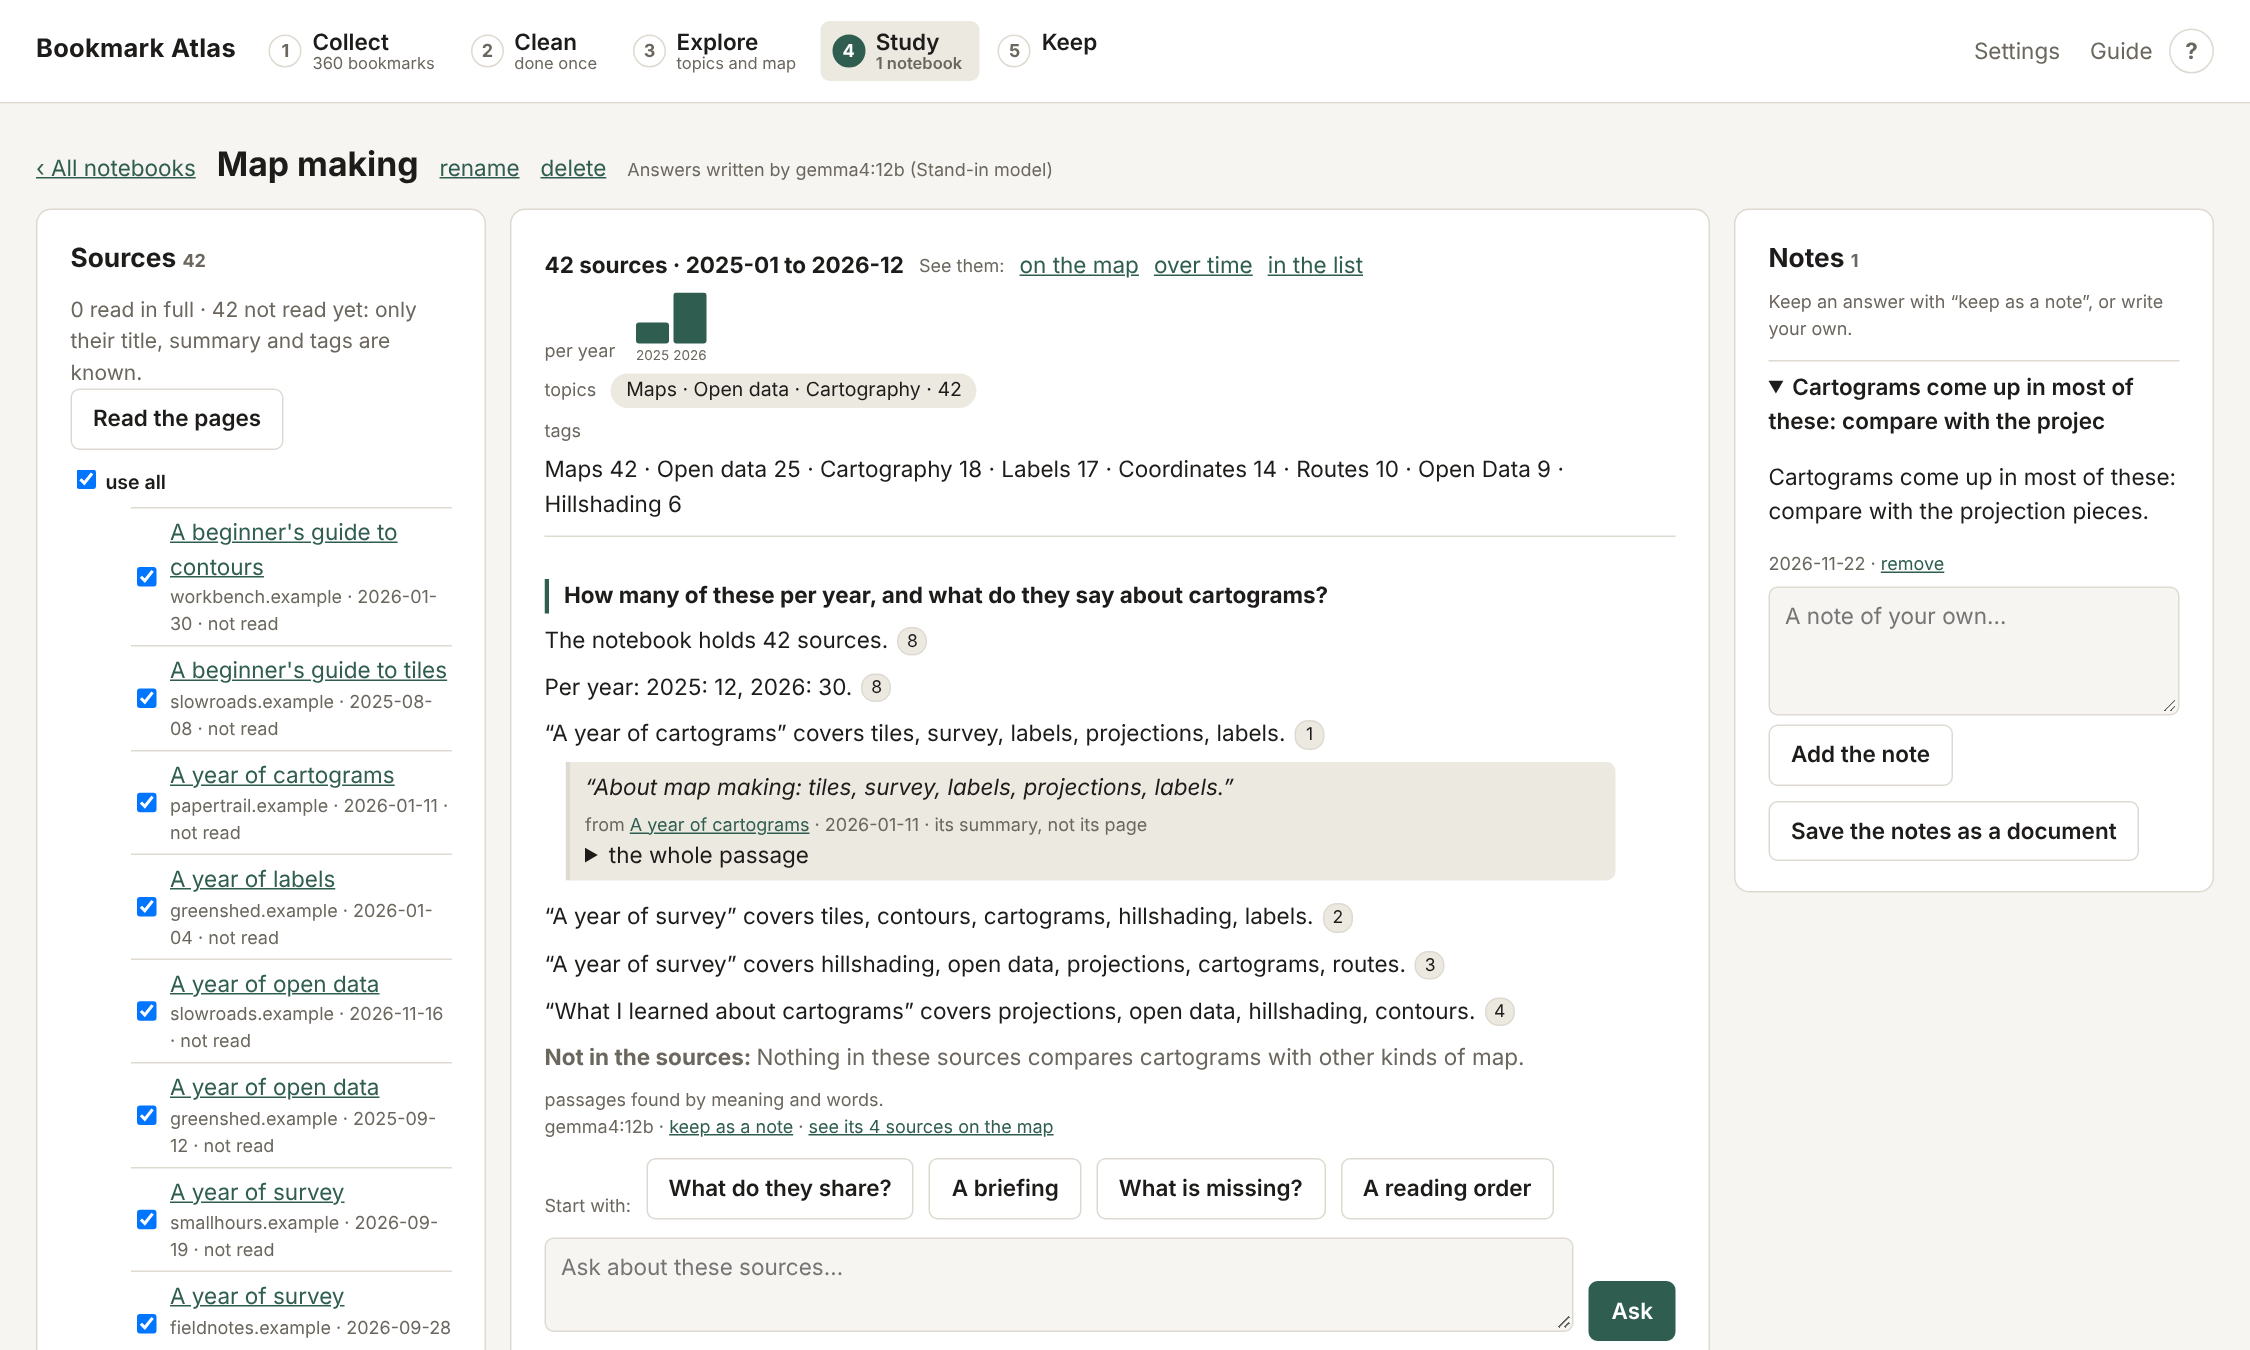 Bookmark Atlas
1 Collect
360 bookmarks
2 Clean
done once
3 Explore
topics and map
4 Study
1 notebook
5 Keep
Settings Guide ?
‹ All notebooks Map making rename delete Answers written by gemma4:12b (Stand-in model)
Sources 42
0 read in full · 42 not read yet: only
their title, summary and tags are
known.
Read the pages
use all
A beginner's guide to
contours
workbench.example · 2026-01-
30 · not read
A beginner's guide to tiles
slowroads.example · 2025-08-
08 · not read
A year of cartograms
papertrail.example · 2026-01-11 ·
not read
A year of labels
greenshed.example · 2026-01-
04 · not read
A year of open data
slowroads.example · 2026-11-16
· not read
A year of open data
greenshed.example · 2025-09-
12 · not read
A year of survey
smallhours.example · 2026-09-
19 · not read
A year of survey
fieldnotes.example · 2026-09-28
42 sources · 2025-01 to 2026-12 See them: on the map over time in the list
per year 2025 2026
topics Maps · Open data · Cartography · 42
tags
Maps 42 · Open data 25 · Cartography 18 · Labels 17 · Coordinates 14 · Routes 10 · Open Data 9 ·
Hillshading 6
How many of these per year, and what do they say about cartograms?
The notebook holds 42 sources. 8
Per year: 2025: 12, 2026: 30. 8
“A year of cartograms” covers tiles, survey, labels, projections, labels. 1
“About map making: tiles, survey, labels, projections, labels.”
from A year of cartograms · 2026-01-11 · its summary, not its page
▶ the whole passage
“A year of survey” covers tiles, contours, cartograms, hillshading, labels. 2
“A year of survey” covers hillshading, open data, projections, cartograms, routes. 3
“What I learned about cartograms” covers projections, open data, hillshading, contours. 4
Not in the sources: Nothing in these sources compares cartograms with other kinds of map.
passages found by meaning and words.
gemma4:12b · keep as a note · see its 4 sources on the map
Start with: What do they share? A briefing What is missing? A reading order
Ask about these sources...
Ask
Notes 1
Keep an answer with “keep as a note”, or write
your own.
▼ Cartograms come up in most of
these: compare with the projec
Cartograms come up in most of these:
compare with the projection pieces.
2026-11-22 · remove
A note of your own...
Add the note
Save the notes as a document